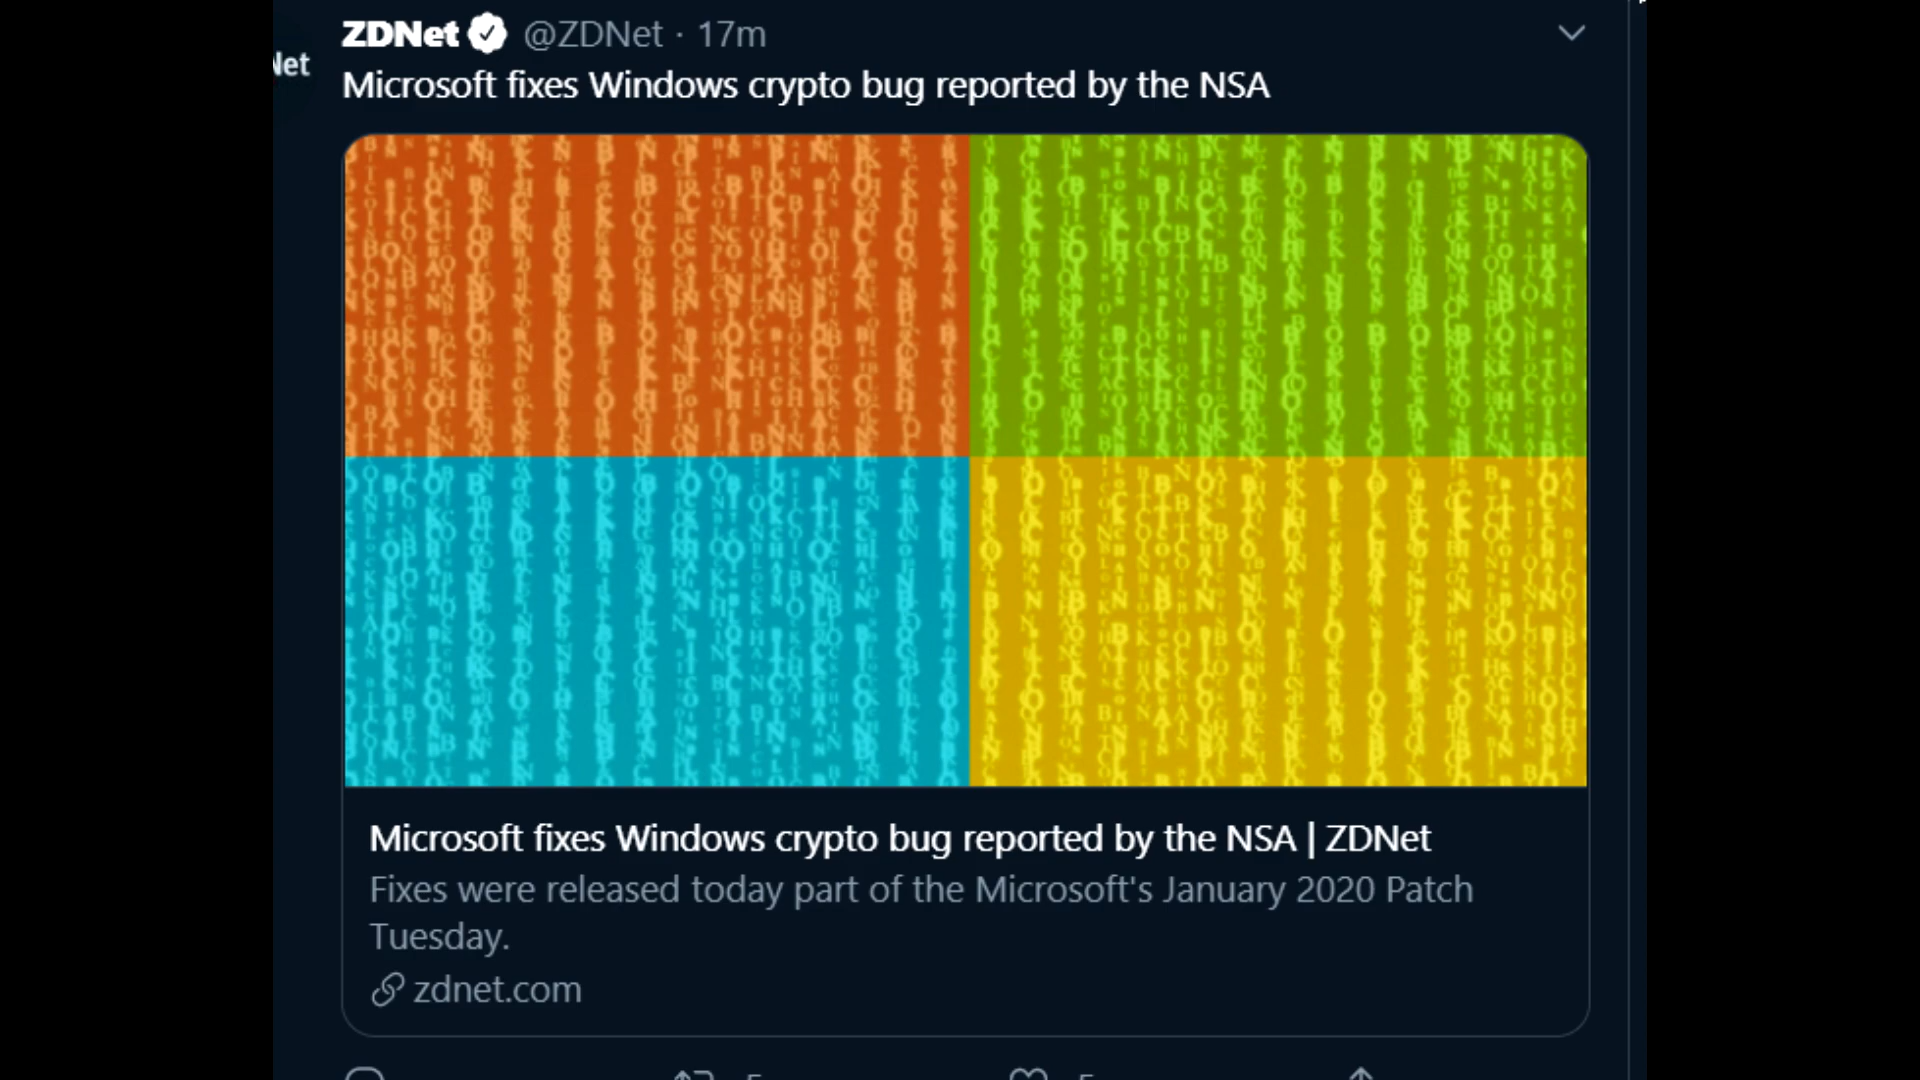 ZDNet @ZDNet · 17m
Net
Microsoft fixes Windows crypto bug reported by the NSA
Microsoft fixes Windows crypto bug reported by the NSA | ZDNet
Fixes were released today part of the Microsoft's January 2020 Patch
Tuesday.
zdnet.com